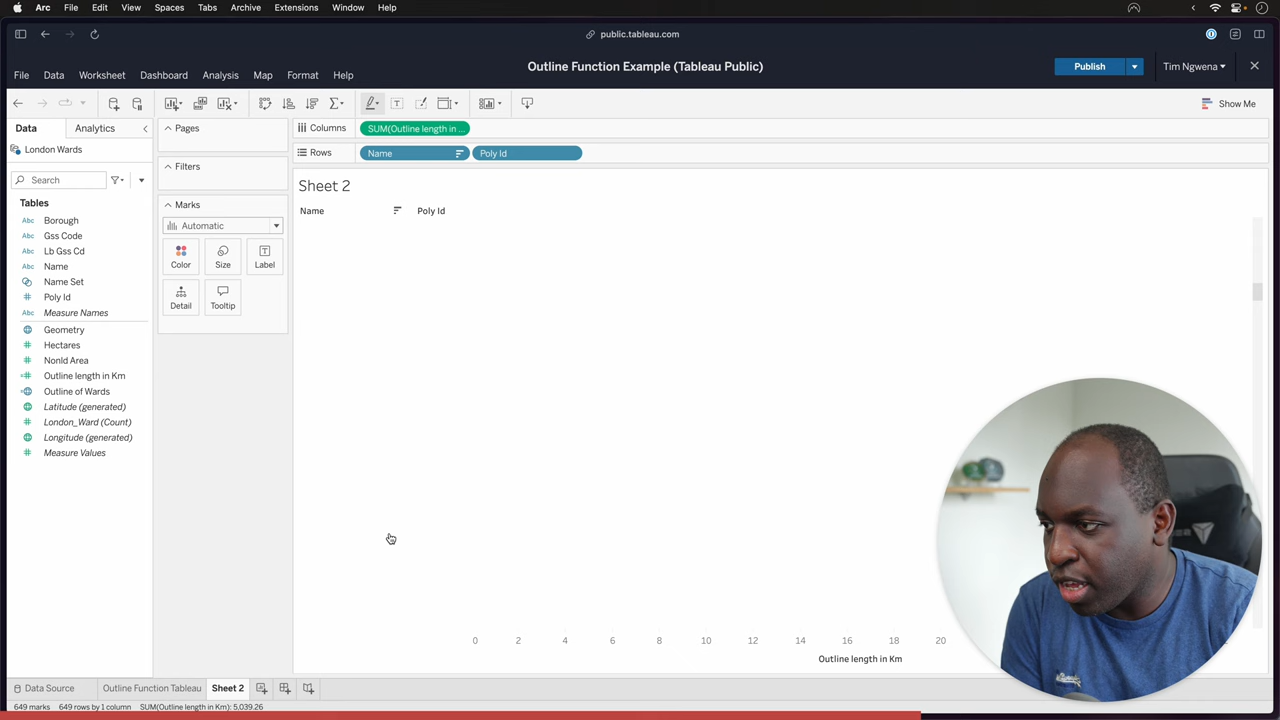 Arc File Edit View Spaces Tabs Archive Extensions Window Help
public.tableau.com
Outline Function Example (Tableau Public)
Publish
Tim Ngwena
File Data Worksheet Dashboard Analysis Map Format Help
Show Me
Data Analytics
London Wards
Search
Tables
Abc Borough
Abc Gss Code
Abc Lb Gss Cd
Abc Name
Name Set
# Poly Id
Abc Measure Names
Geometry
# Hectares
# Nonld Area
=# Outline length in Km
Outline of Wards
Latitude (generated)
# London_Ward (Count)
Longitude (generated)
# Measure Values
Pages
Filters
Marks
Automatic
Color Size Label
Detail Tooltip
Columns SUM(Outline length in ...
Rows Name Poly Id
Sheet 2
Name Poly Id
0 2 4 6 8 10 12 14 16 18 20
Outline length in Km
Data Source Outline Function Tableau Sheet 2
649 marks 649 rows by 1 column SUM(Outline length in Km): 5,039.26